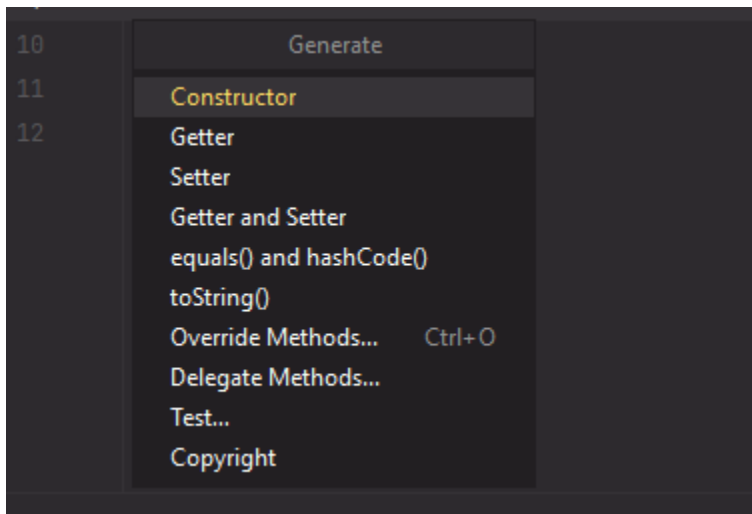 10
Generate
11
Constructor
12
Getter
Setter
Getter and Setter
equals() and hashCode()
toString()
Override Methods... Ctrl+O
Delegate Methods...
Test...
Copyright